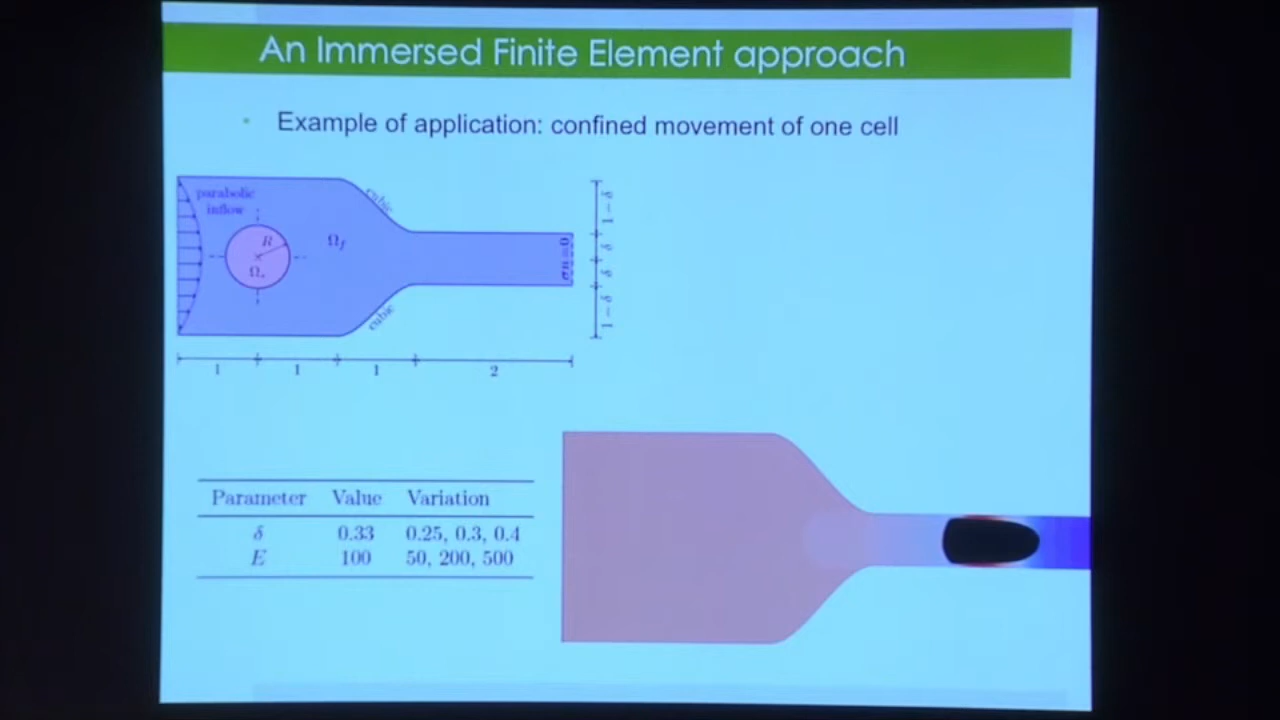 An Immersed Finite Element approach
• Example of application: confined movement of one cell
parabolic
inflow
cubic
R
Ω_f
Ω_s
σn=0
cubic
1 − δ
δ
δ
1 − δ
1 1 1 2
Parameter Value Variation
δ 0.33 0.25, 0.3, 0.4
E 100 50, 200, 500